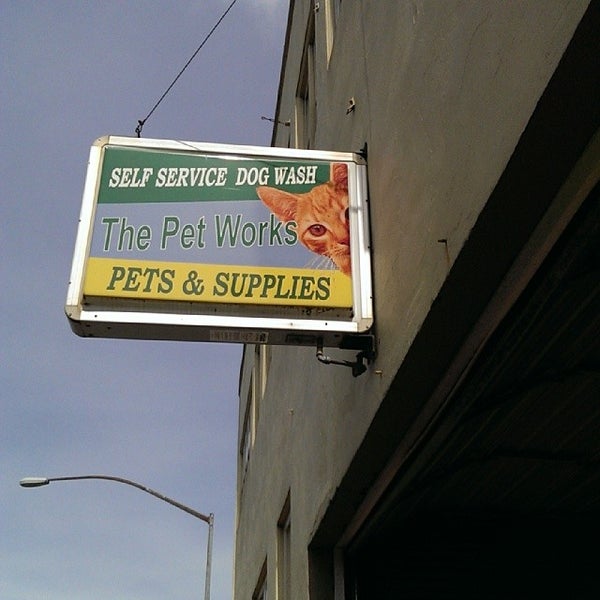 SELF SERVICE DOG WASH
The Pet Works
PETS & SUPPLIES